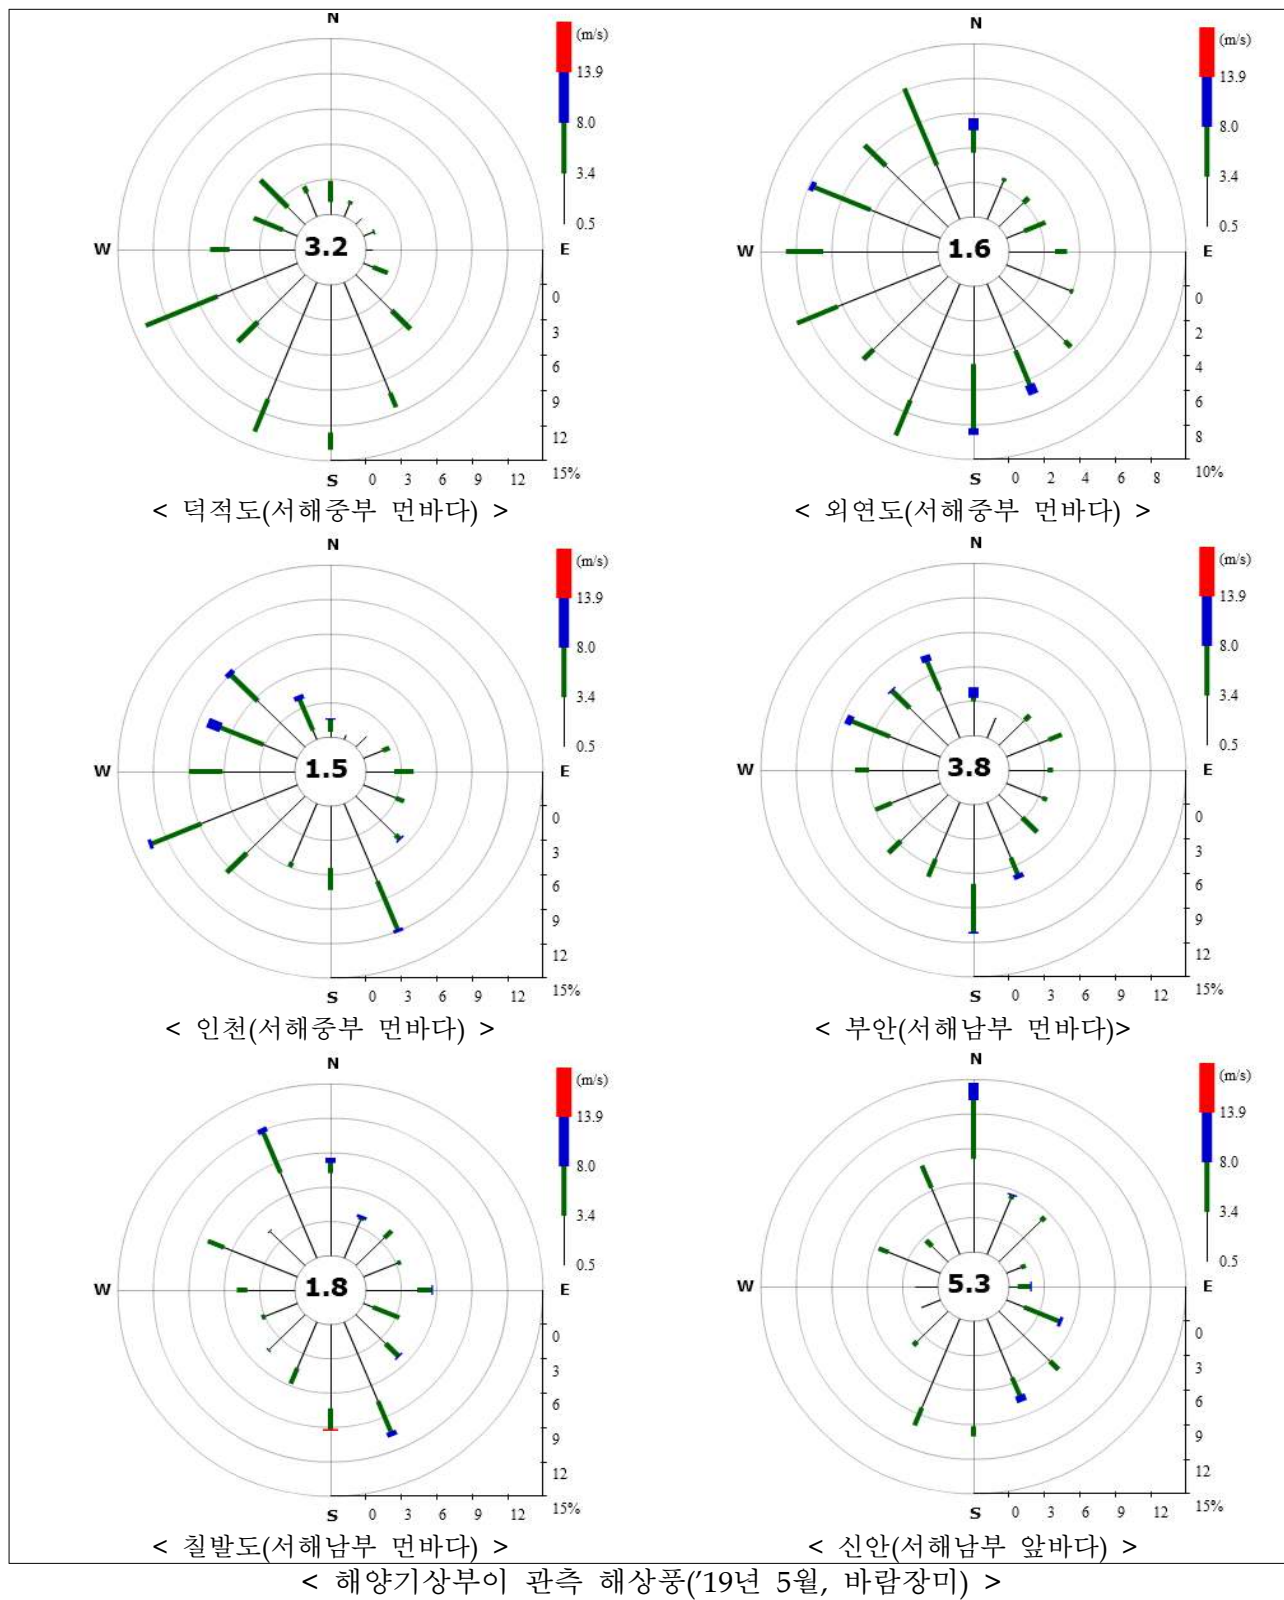 N
(m/s)
13.9
8.0
3.4
0.5
W
3.2
E
0
3
6
9
12
S
0 3 6 9 12 15%
< 덕적도(서해중부 먼바다) >
N
(m/s)
13.9
8.0
3.4
0.5
W
1.6
E
0
2
4
6
8
S
0 2 4 6 8 10%
< 외연도(서해중부 먼바다) >
N
(m/s)
13.9
8.0
3.4
0.5
W
1.5
E
0
3
6
9
12
S
0 3 6 9 12 15%
< 인천(서해중부 먼바다) >
N
(m/s)
13.9
8.0
3.4
0.5
W
3.8
E
0
3
6
9
12
S
0 3 6 9 12 15%
< 부안(서해남부 먼바다)>
N
(m/s)
13.9
8.0
3.4
0.5
W
1.8
E
0
3
6
9
12
S
0 3 6 9 12 15%
< 칠발도(서해남부 먼바다) >
N
(m/s)
13.9
8.0
3.4
0.5
W
5.3
E
0
3
6
9
12
S
0 3 6 9 12 15%
< 신안(서해남부 앞바다) >
< 해양기상부이 관측 해상풍('19년 5월, 바람장미) >